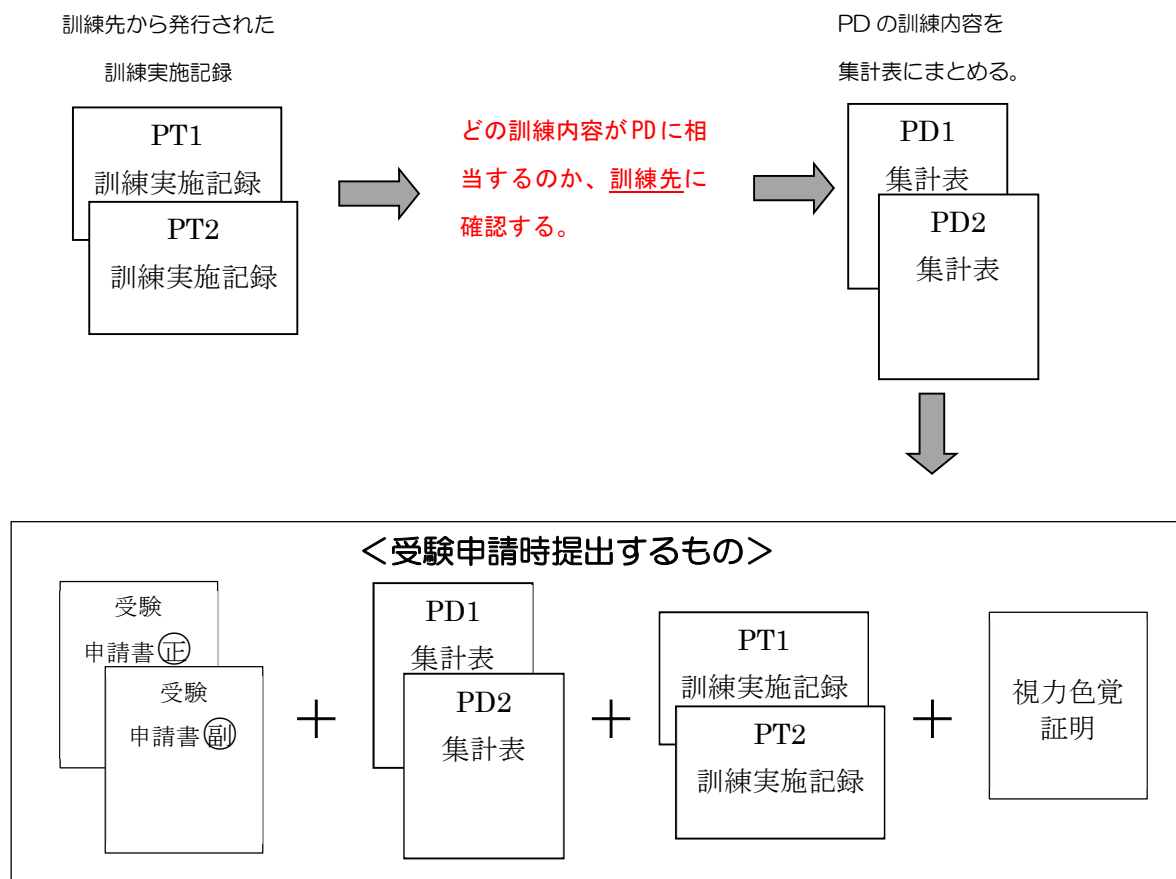 訓練先から発行された
訓練実施記録
PT1
訓練実施記録
PT2
訓練実施記録
どの訓練内容がPDに相
当するのか、訓練先に
確認する。
PD の訓練内容を
集計表にまとめる。
PD1
集計表
PD2
集計表
＜受験申請時提出するもの＞
受験
申請書㊣
受験
申請書副
＋
PD1
集計表
PD2
集計表
＋
PT1
訓練実施記録
PT2
訓練実施記録
＋
視力色覚
証明